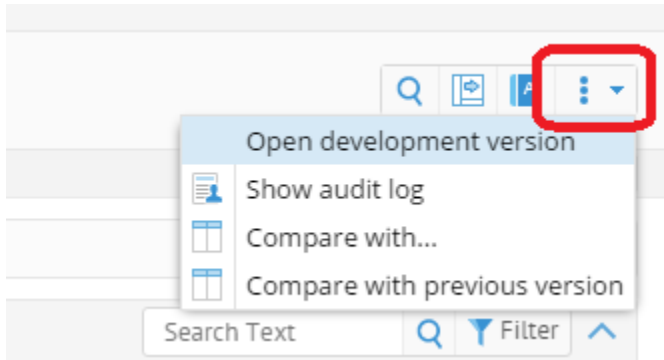 Open development version
Show audit log
Compare with...
Compare with previous version
Search Text
Filter